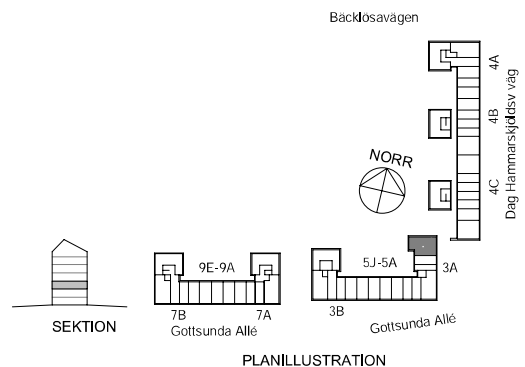 Bäcklösavägen
4A
4B
Dag Hammarskjöldsv väg
4C
NORR
9E-9A
5J-5A
3A
7B
7A
3B
Gottsunda Allé
Gottsunda Allé
SEKTION
PLANILLUSTRATION